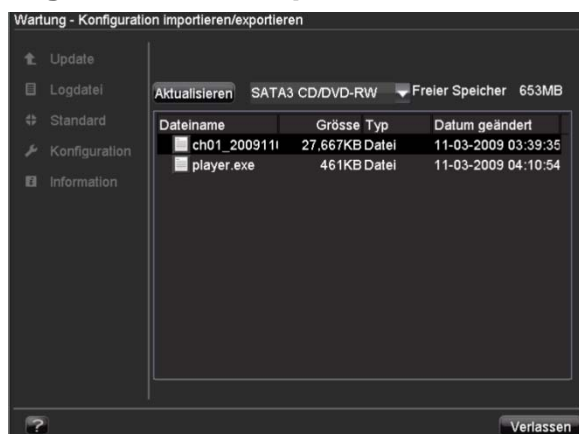 Wartung - Konfiguration importieren/exportieren
Update
Logdatei
Standard
Konfiguration
Information
Aktualisieren SATA3 CD/DVD-RW Freier Speicher 653MB
Dateiname Grösse Typ Datum geändert
ch01_200911 27,667KB Datei 11-03-2009 03:39:35
player.exe 461KB Datei 11-03-2009 04:10:54
? Verlassen